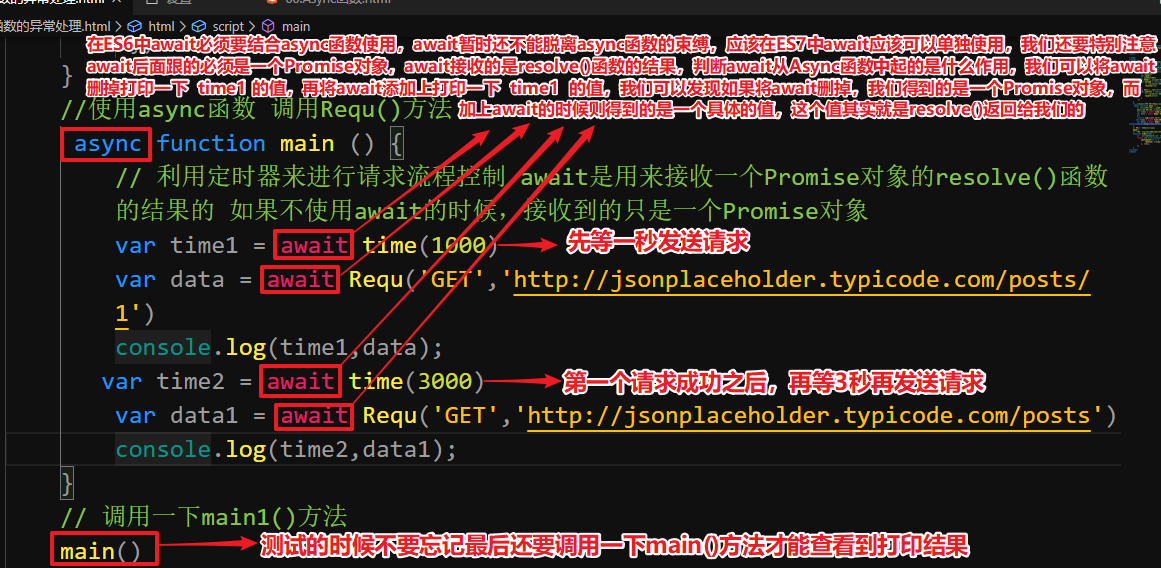 函数的异常处理.html
设置
06.Async函数.html
函数的异常处理.html > html > script > main
在ES6中await必须要结合async函数使用，await暂时还不能脱离async函数的束缚，应该在ES7中await应该可以单独使用，我们还要特别注意
await后面跟的必须是一个Promise对象，await接收的是resolve()函数的结果，判断await从Async函数中起的是什么作用，我们可以将await
删掉打印一下 time1 的值，再将await添加上打印一下 time1 的值，我们可以发现如果将await删掉，我们得到的是一个Promise对象，而
加上await的时候则得到的是一个具体的值，这个值其实就是resolve()返回给我们的
}
//使用async函数 调用Requ()方法
async function main () {
// 利用定时器来进行请求流程控制 await是用来接收一个Promise对象的resolve()函数
的结果的 如果不使用await的时候，接收到的只是一个Promise对象
var time1 = await time(1000) 先等一秒发送请求
var data = await Requ('GET','http://jsonplaceholder.typicode.com/posts/
1')
console.log(time1,data);
var time2 = await time(3000) 第一个请求成功之后，再等3秒再发送请求
var data1 = await Requ('GET','http://jsonplaceholder.typicode.com/posts')
console.log(time2,data1);
}
// 调用一下main1()方法
main() 测试的时候不要忘记最后还要调用一下main()方法才能查看到打印结果